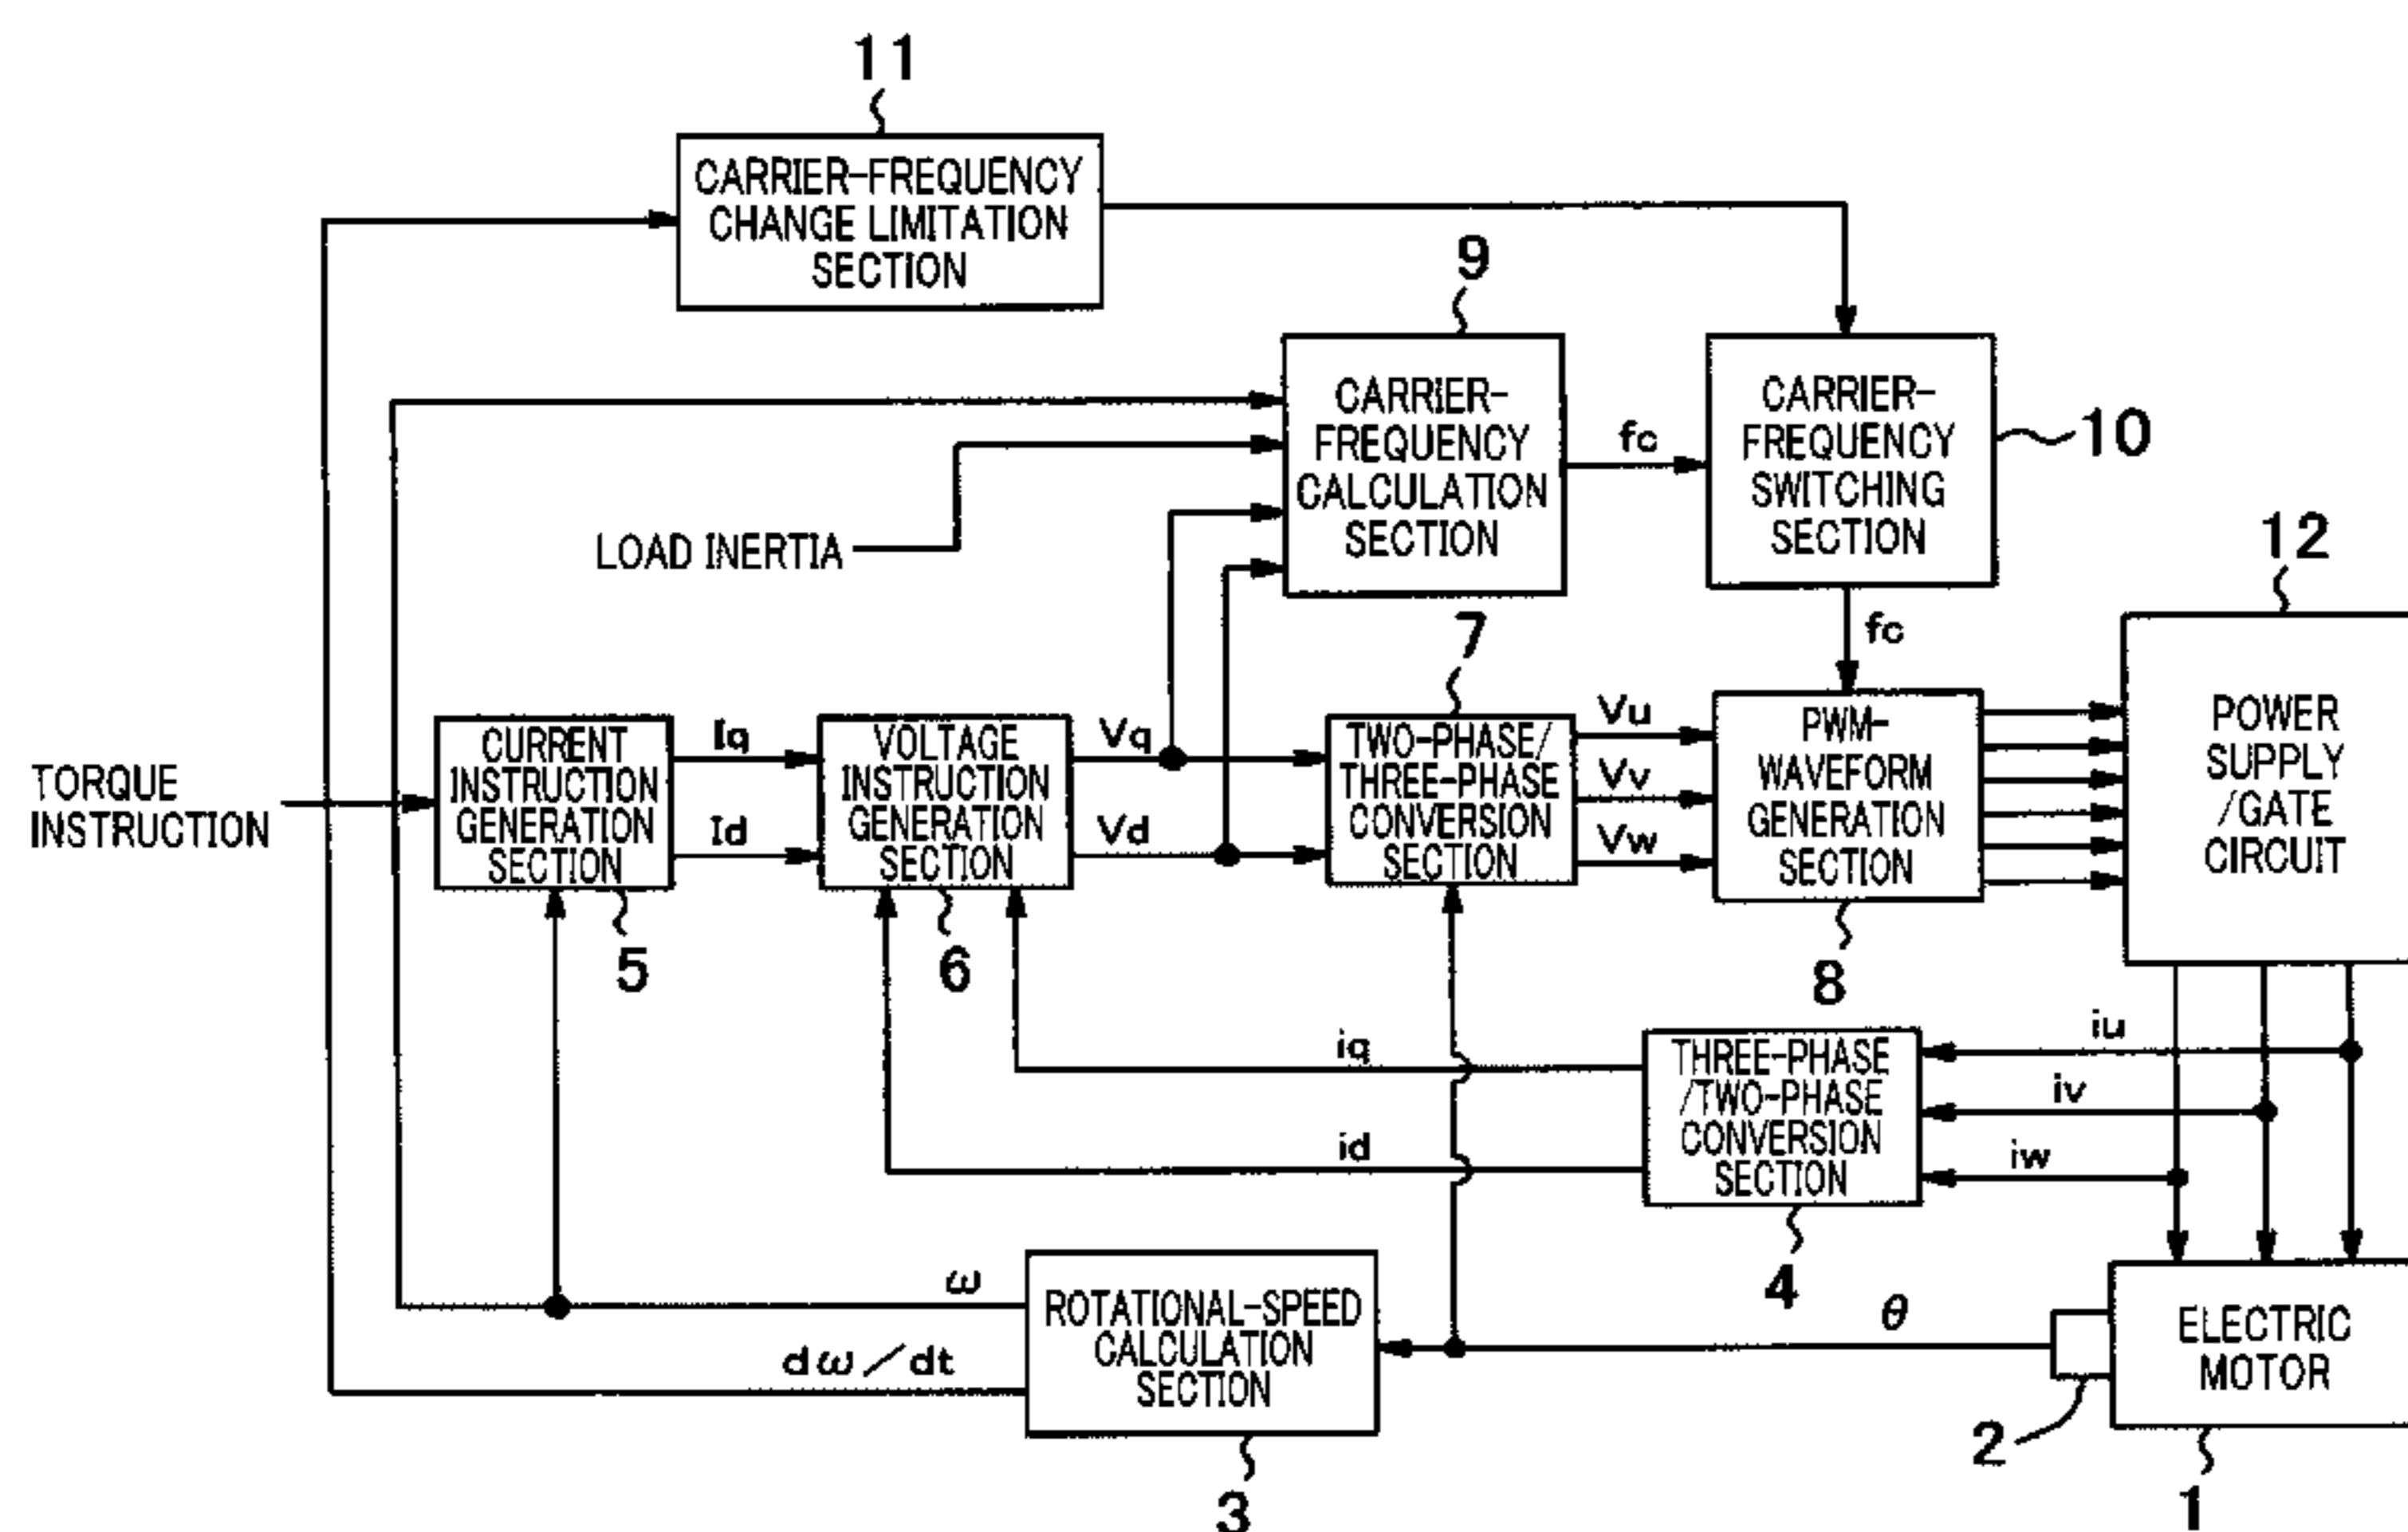 11
CARRIER-FREQUENCY
CHANGE LIMITATION
SECTION
9
CARRIER-
FREQUENCY
CALCULATION
SECTION
fc
CARRIER-
FREQUENCY
SWITCHING
SECTION
10
LOAD INERTIA
fc
12
POWER
SUPPLY
/GATE
CIRCUIT
TORQUE
INSTRUCTION
CURRENT
INSTRUCTION
GENERATION
SECTION
5
Iq
Id
VOLTAGE
INSTRUCTION
GENERATION
SECTION
6
Vq
Vd
7
TWO-PHASE/
THREE-PHASE
CONVERSION
SECTION
Vu
Vv
Vw
PWM-
WAVEFORM
GENERATION
SECTION
8
iq
id
THREE-PHASE
/TWO-PHASE
CONVERSION
SECTION
4
iu
iv
iw
ω
dω/dt
ROTATIONAL-SPEED
CALCULATION
SECTION
3
θ
2
ELECTRIC
MOTOR
1